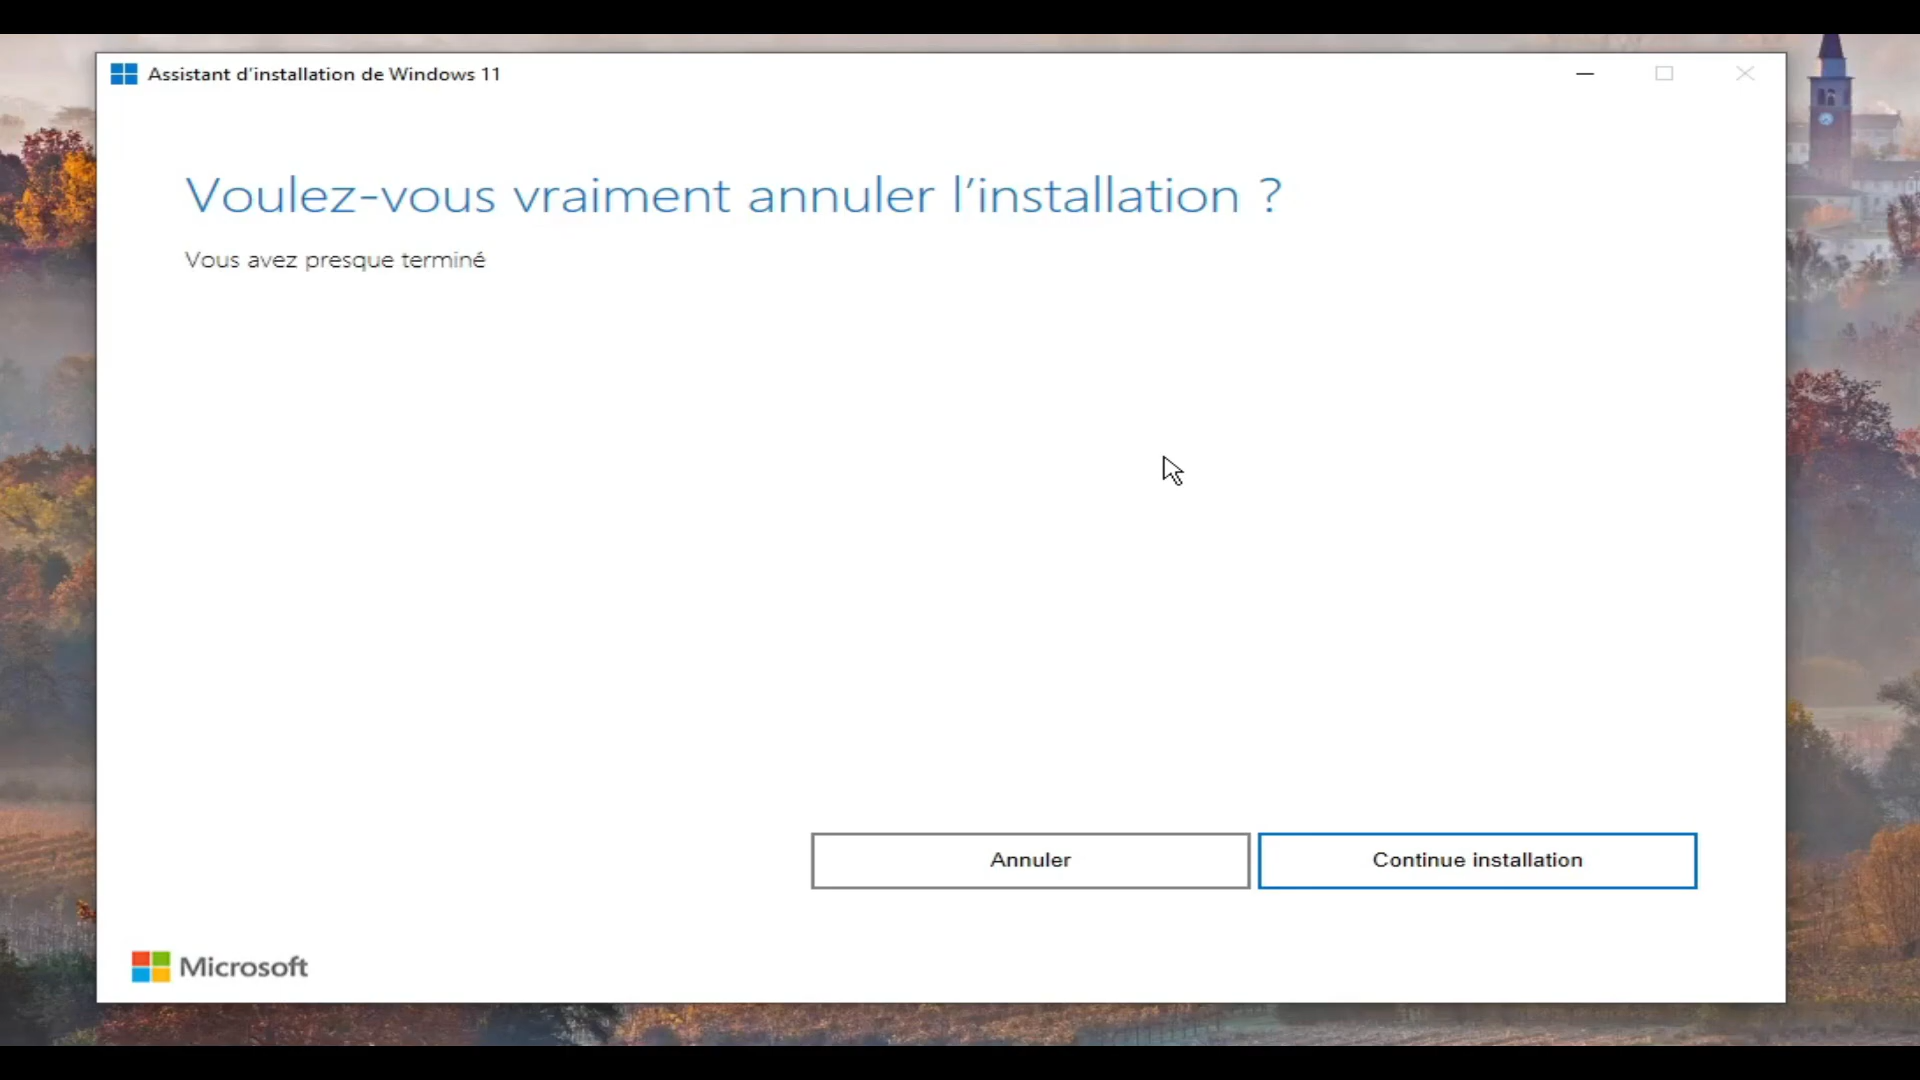 Assistant d’installation de Windows 11
Voulez-vous vraiment annuler l’installation ?
Vous avez presque terminé
Annuler
Continue installation
Microsoft